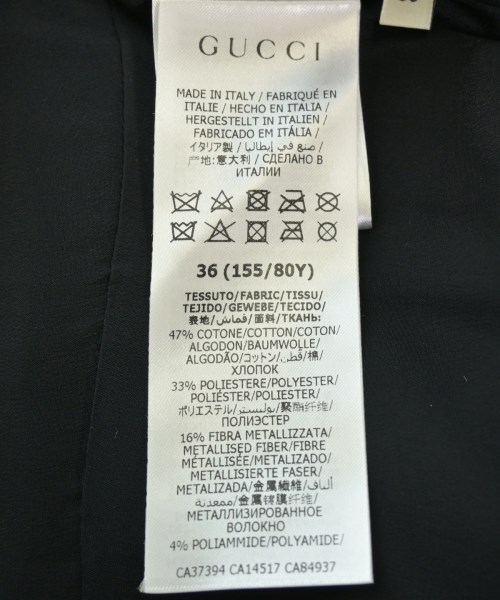 GUCCI
MADE IN ITALY / FABRIQUÉ EN
ITALIE / HECHO EN ITALIA /
HERGESTELLT IN ITALIEN /
FABRICADO EM ITÁLIA /
イタリア製 / صنع في إيطاليا /
产地:意大利 / СДЕЛАНО В
ИТАЛИИ
36 (155/80Y)
TESSUTO/FABRIC/TISSU/
TEJIDO/GEWEBE/TECIDO/
表地/قماش/面料/ТКАНЬ:
47% COTONE/COTTON/COTON/
ALGODON/BAUMWOLLE/
ALGODÃO/コットン/قطن/棉/
ХЛОПОК
33% POLIESTERE/POLYESTER/
POLIÉSTER/POLYESTER/
POLIÉSTER/
ポリエステル/بوليستر/聚酯纤维/
ПОЛИЭСТЕР
16% FIBRA METALLIZZATA/
METALLISED FIBER/FIBRE
MÉTALLISÉE/METALIZADO/
METALLISIERTE FASER/
METALIZADA/金属繊維/ألياف
معدنية/金属镀膜纤维/
МЕТАЛЛИЗИРОВАННОЕ
ВОЛОКНО
4% POLIAMMIDE/POLYAMIDE/
CA37394 CA14517 CA84937